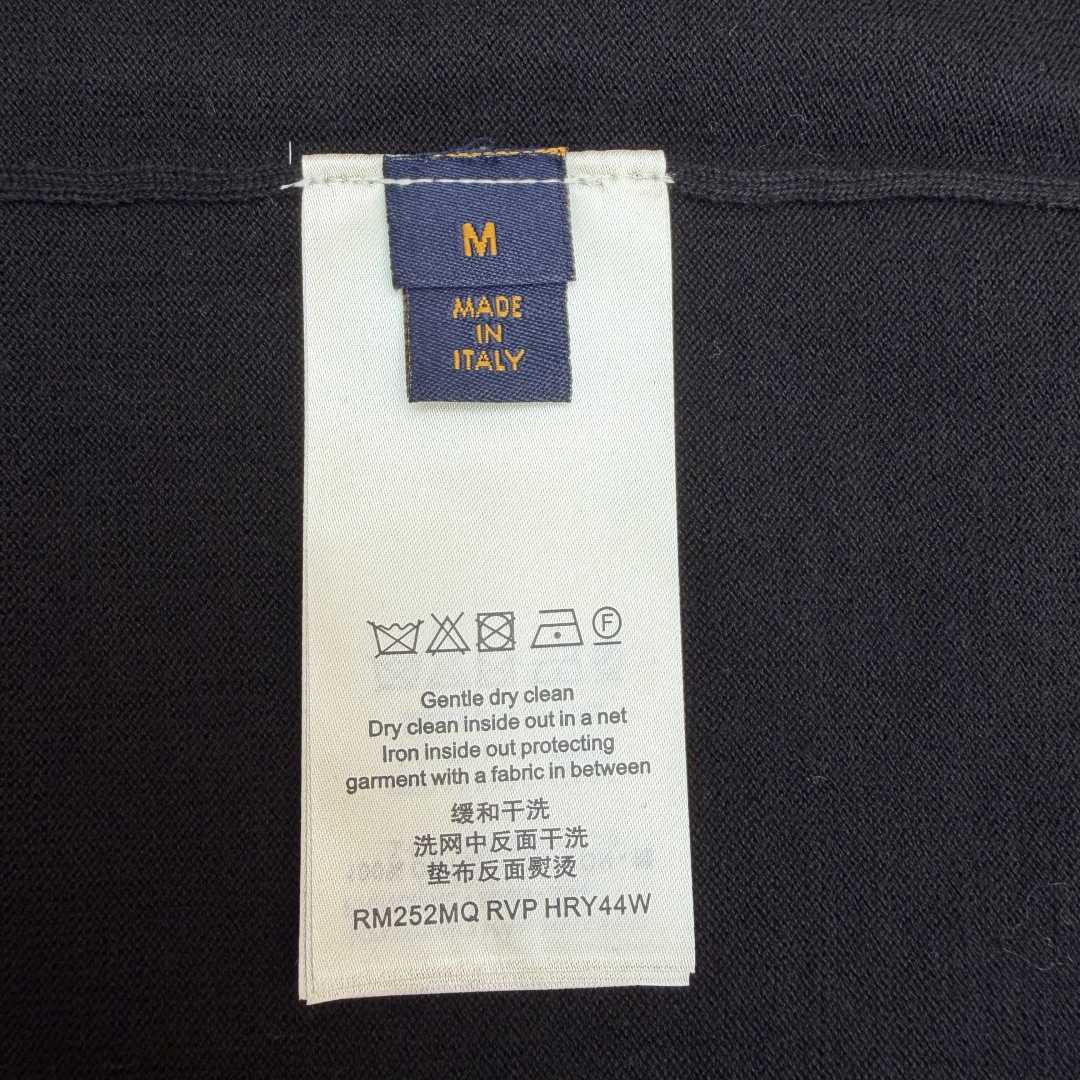 M
MADE
IN
ITALY
F
Gentle dry clean
Dry clean inside out in a net
Iron inside out protecting
garment with a fabric in between
缓和干洗
洗网中反面干洗
垫布反面熨烫
RM252MQ RVP HRY44W